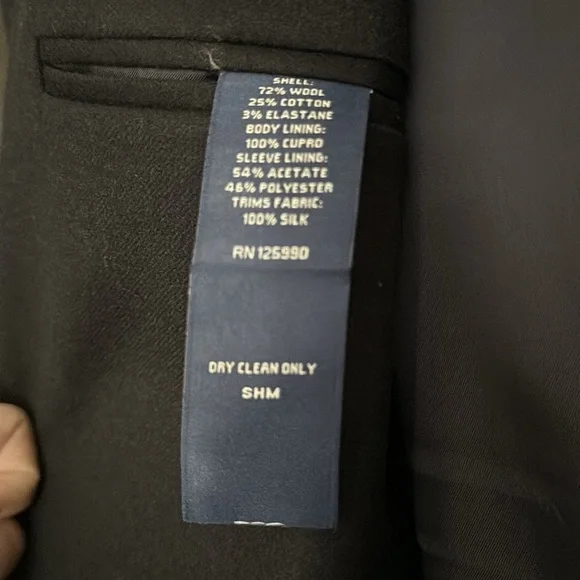 SHELL:
72% WOOL
25% COTTON
3% ELASTANE
BODY LINING:
100% CUPRO
SLEEVE LINING:
54% ACETATE
46% POLYESTER
TRIMS FABRIC:
100% SILK
RN 125990
DRY CLEAN ONLY
SHM